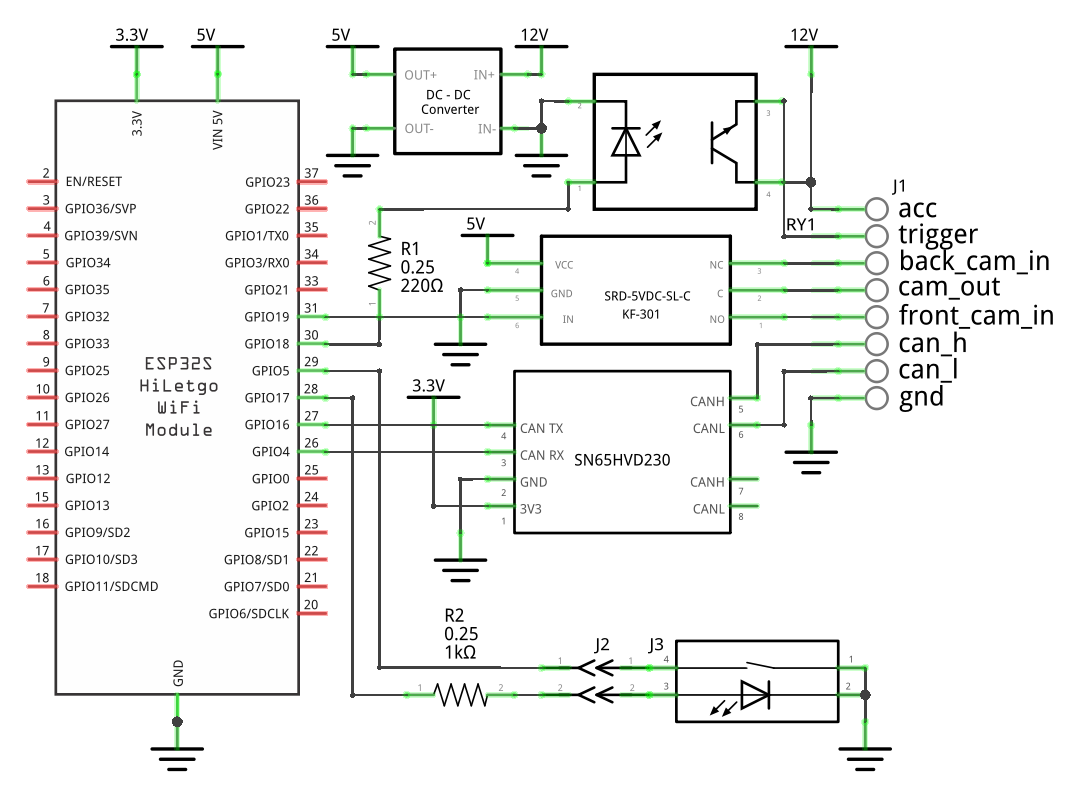 3.3V
5V
5V
12V
12V
3.3V
VIN 5V
OUT+
IN+
DC - DC
Converter
OUT-
IN-
2
1
3
4
2 EN/RESET
3 GPIO36/SVP
4 GPIO39/SVN
5 GPIO34
6 GPIO35
7 GPIO32
8 GPIO33
9 GPIO25
10 GPIO26
11 GPIO27
12 GPIO14
13 GPIO12
15 GPIO13
16 GPIO9/SD2
17 GPIO10/SD3
18 GPIO11/SDCMD
ESP32S
HiLetgo
WiFi
Module
GPIO23 37
GPIO22 36
GPIO1/TX0 35
GPIO3/RX0 34
GPIO21 33
GPIO19 31
GPIO18 30
GPIO5 29
GPIO17 28
GPIO16 27
GPIO4 26
GPIO0 25
GPIO2 24
GPIO15 23
GPIO8/SD1 22
GPIO7/SD0 21
GPIO6/SDCLK 20
GND
2
R1
0.25
220Ω
1
5V
RY1
4 VCC
5 GND
6 IN
SRD-5VDC-SL-C
KF-301
NC 3
C 2
NO 1
J1
acc
trigger
back_cam_in
cam_out
front_cam_in
can_h
can_l
gnd
3.3V
4 CAN TX
3 CAN RX
2 GND
1 3V3
SN65HVD230
CANH 5
CANL 6
CANH 7
CANL 8
R2
0.25
1kΩ
1 2
J2
1 1
2 2
J3
4 1
3 2